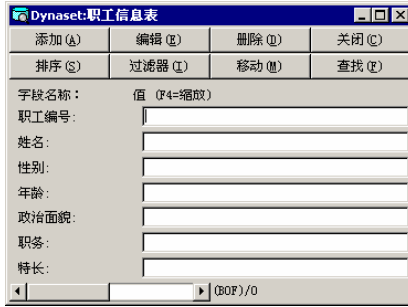 Dynaset:职工信息表
添加(A) 编辑(E) 删除(D) 关闭(C)
排序(S) 过滤器(I) 移动(M) 查找(F)
字段名称: 值 (F4=缩放)
职工编号:
姓名:
性别:
年龄:
政治面貌:
职务:
特长:
(BOF)/0